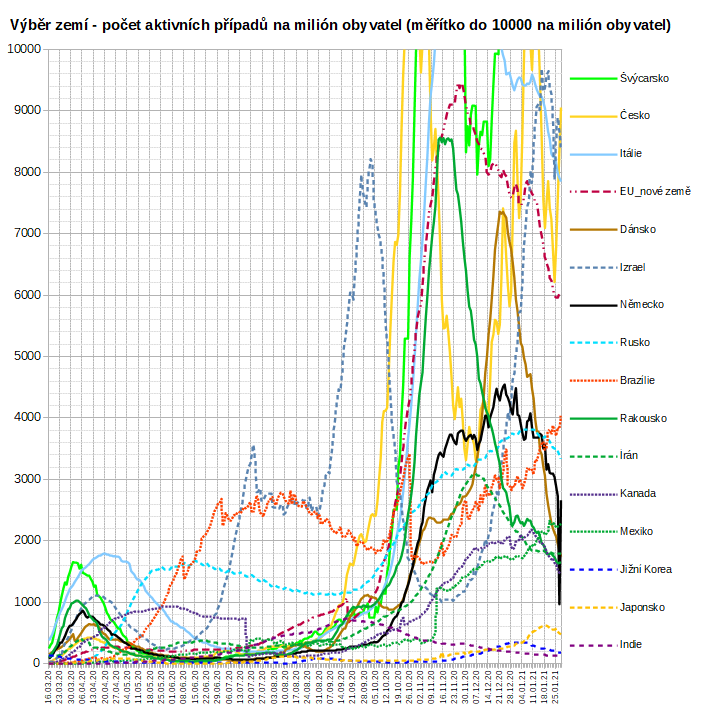 Výběr zemí - počet aktivních případů na milión obyvatel (měřítko do 10000 na milión obyvatel)
10000
9000
8000
7000
6000
5000
4000
3000
2000
1000
0
16.03.20 23.03.20 30.03.20 06.04.20 13.04.20 20.04.20 27.04.20 04.05.20 11.05.20 18.05.20 25.05.20 01.06.20 08.06.20 15.06.20 22.06.20 29.06.20 06.07.20 13.07.20 20.07.20 27.07.20 03.08.20 10.08.20 17.08.20 24.08.20 31.08.20 07.09.20 14.09.20 21.09.20 28.09.20 05.10.20 12.10.20 19.10.20 26.10.20 02.11.20 09.11.20 16.11.20 23.11.20 30.11.20 07.12.20 14.12.20 21.12.20 28.12.20 04.01.21 11.01.21 18.01.21 25.01.21
Švýcarsko
Česko
Itálie
EU_nové země
Dánsko
Izrael
Německo
Rusko
Brazílie
Rakousko
Írán
Kanada
Mexiko
Jižní Korea
Japonsko
Indie